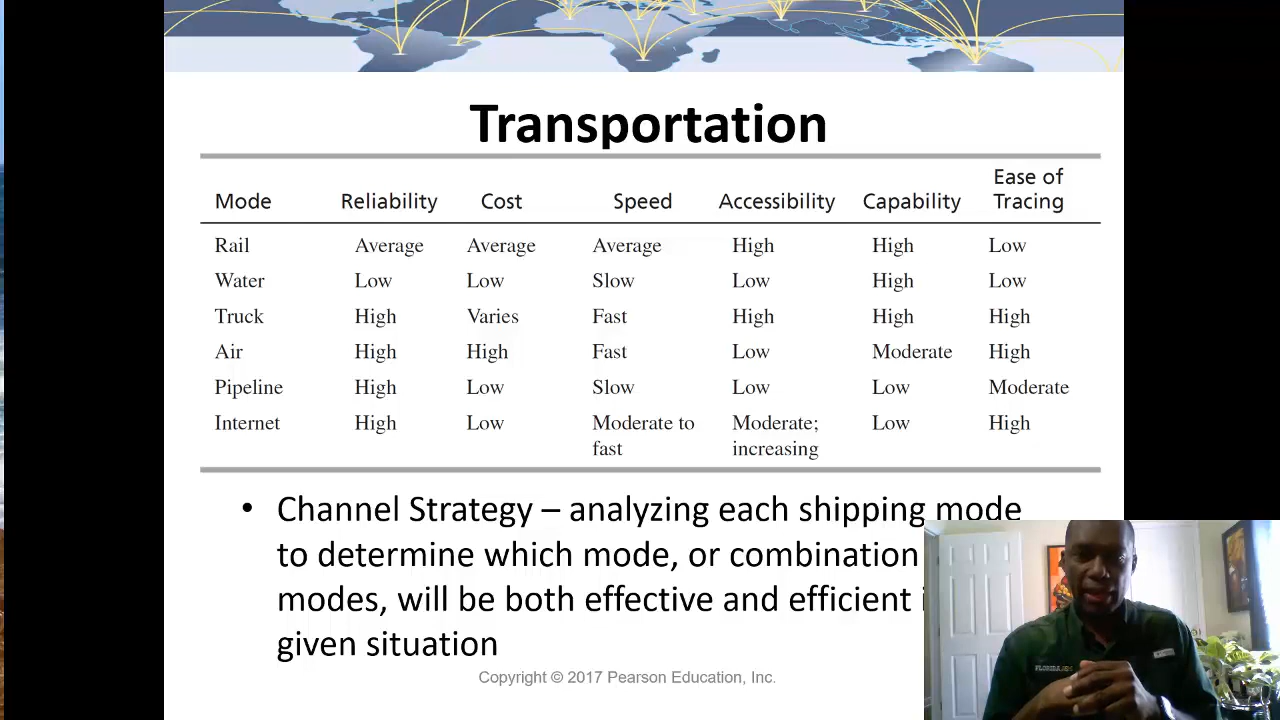 Transportation
Mode Reliability Cost Speed Accessibility Capability Ease of Tracing
Rail Average Average Average High High Low
Water Low Low Slow Low High Low
Truck High Varies Fast High High High
Air High High Fast Low Moderate High
Pipeline High Low Slow Low Low Moderate
Internet High Low Moderate to fast Moderate; increasing Low High
• Channel Strategy – analyzing each shipping mode
to determine which mode, or combination
modes, will be both effective and efficient
given situation
Copyright © 2017 Pearson Education, Inc.